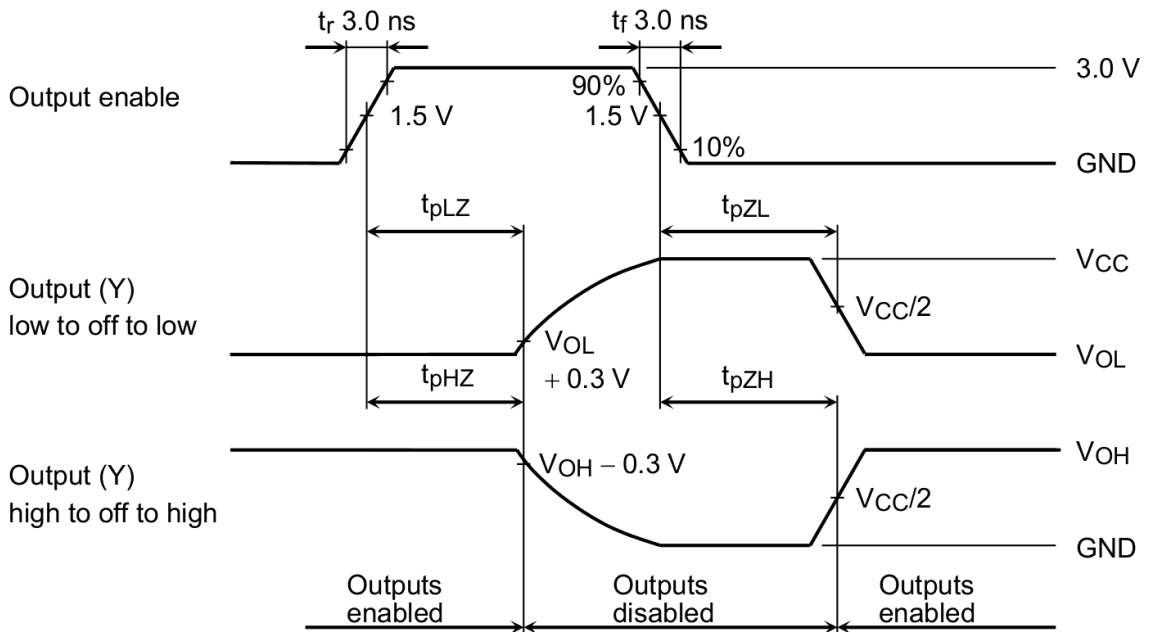 tr 3.0 ns
tf 3.0 ns
Output enable
90%
1.5 V
1.5 V
10%
3.0 V
GND
tpLZ
tpZL
Output (Y)
low to off to low
VCC
VCC/2
VOL
+ 0.3 V
VOL
tpHZ
tpZH
Output (Y)
high to off to high
VOH – 0.3 V
VOH
VCC/2
GND
Outputs
enabled
Outputs
disabled
Outputs
enabled